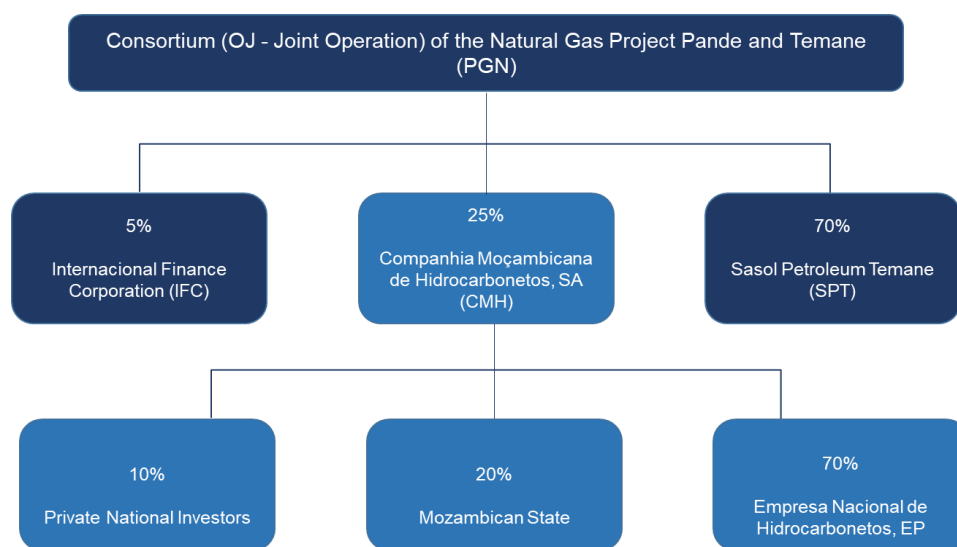 Consortium (OJ - Joint Operation) of the Natural Gas Project Pande and Temane
(PGN)
5%
Internacional Finance
Corporation (IFC)
25%
Companhia Moçambicana
de Hidrocarbonetos, SA
(CMH)
70%
Sasol Petroleum Temane
(SPT)
10%
Private National Investors
20%
Mozambican State
70%
Empresa Nacional de
Hidrocarbonetos, EP